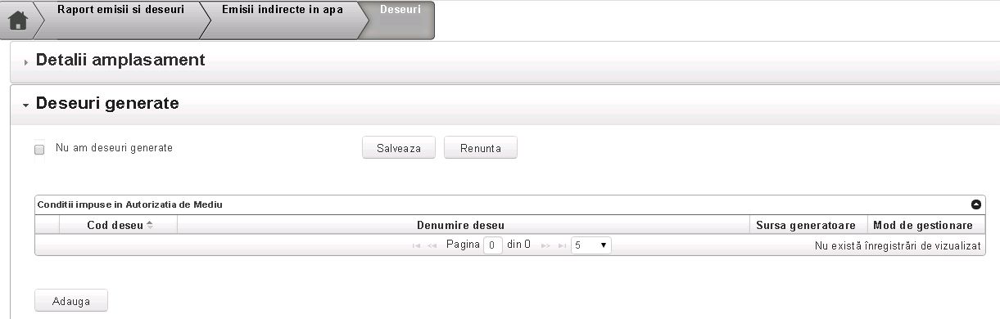 Raport emisii si deseuri Emisii indirecte in apa Deseuri
Detalii amplasament
Deseuri generate
Nu am deseuri generate Salveaza Renunta
Conditii impuse in Autorizatia de Mediu
Cod deseu Denumire deseu Sursa generatoare Mod de gestionare
Pagina 0 din 0 5 Nu există înregistrări de vizualizat
Adauga